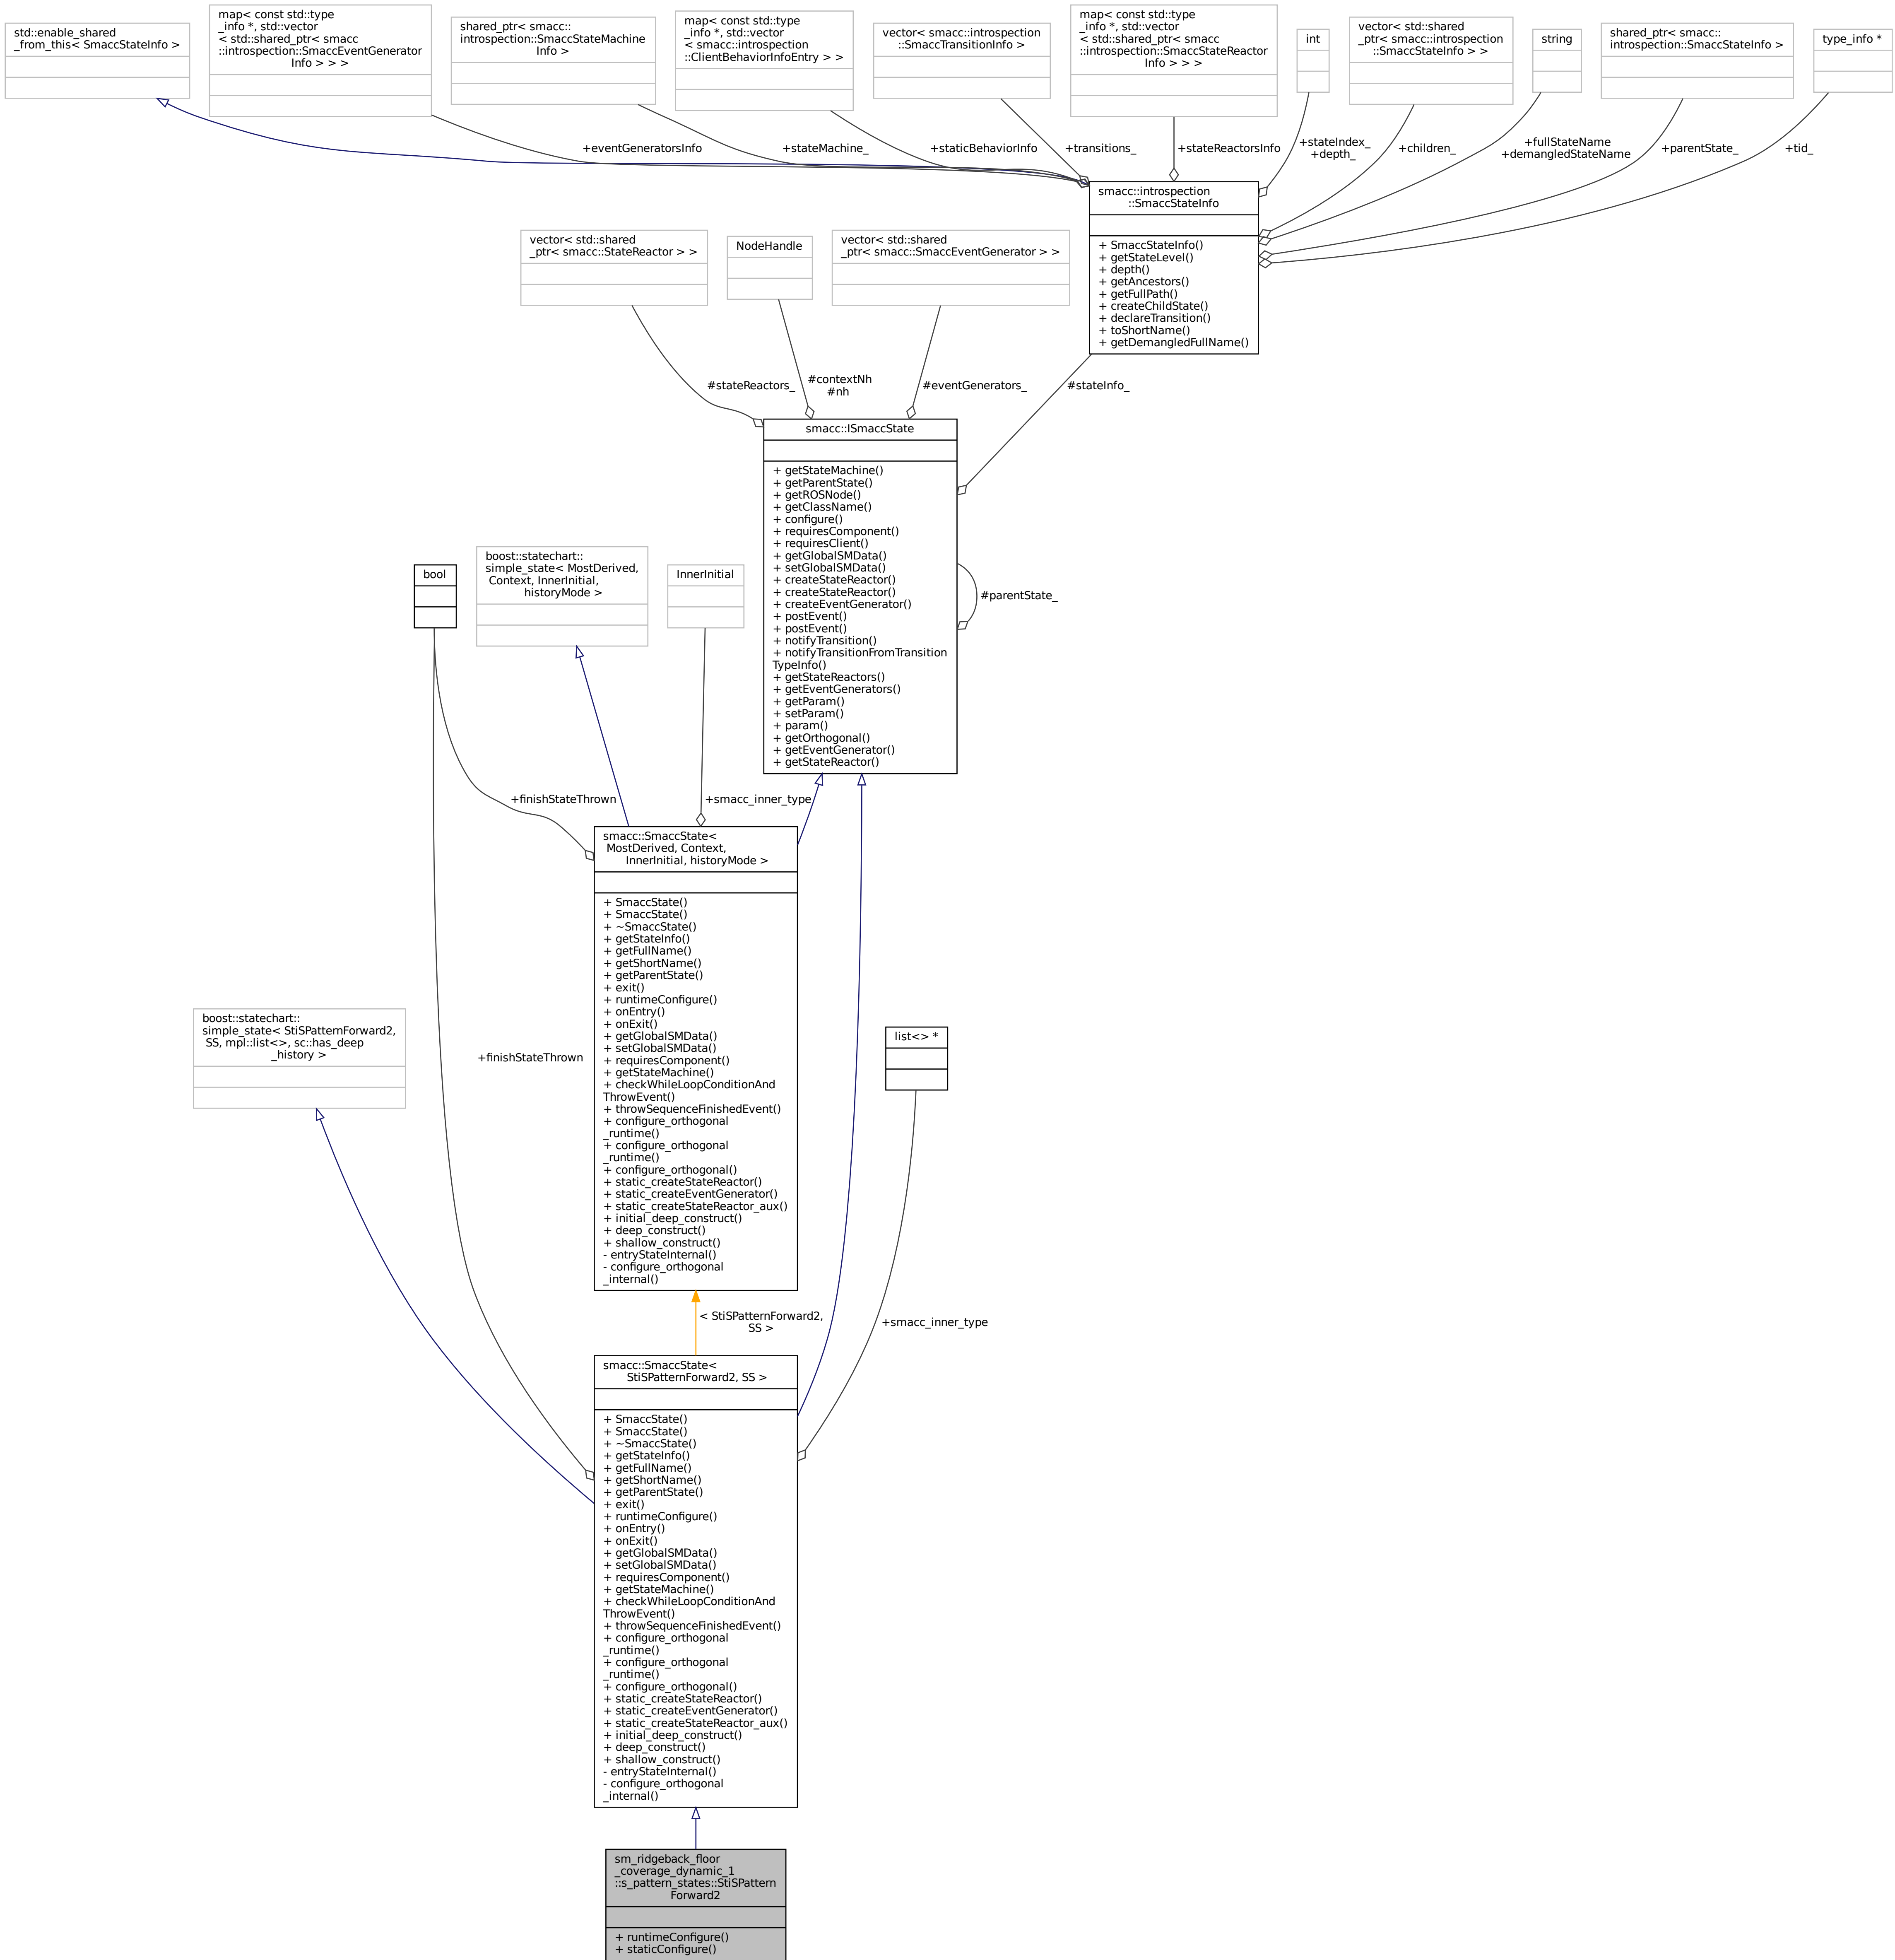 std::enable_shared
_from_this< SmaccStateInfo >
map< const std::type
_info *, std::vector
< std::shared_ptr< smacc
::introspection::SmaccEventGenerator
Info > > >
shared_ptr< smacc::
introspection::SmaccStateMachine
Info >
map< const std::type
_info *, std::vector
< smacc::introspection
::ClientBehaviorInfoEntry > >
vector< smacc::introspection
::SmaccTransitionInfo >
map< const std::type
_info *, std::vector
< std::shared_ptr< smacc
::introspection::SmaccStateReactor
Info > > >
int
vector< std::shared
_ptr< smacc::introspection
::SmaccStateInfo > >
string
shared_ptr< smacc::
introspection::SmaccStateInfo >
type_info *
+eventGeneratorsInfo
+stateMachine_
+staticBehaviorInfo
+transitions_
+stateReactorsInfo
+stateIndex_
+depth_
+children_
+fullStateName
+demangledStateName
+parentState_
+tid_
smacc::introspection
::SmaccStateInfo
+ SmaccStateInfo()
+ getStateLevel()
+ depth()
+ getAncestors()
+ getFullPath()
+ createChildState()
+ declareTransition()
+ toShortName()
+ getDemangledFullName()
vector< std::shared
_ptr< smacc::StateReactor > >
NodeHandle
vector< std::shared
_ptr< smacc::SmaccEventGenerator > >
#stateReactors_
#contextNh
#nh
#eventGenerators_
#stateInfo_
smacc::ISmaccState
+ getStateMachine()
+ getParentState()
+ getROSNode()
+ getClassName()
+ configure()
+ requiresComponent()
+ requiresClient()
+ getGlobalSMData()
+ setGlobalSMData()
+ createStateReactor()
+ createStateReactor()
+ createEventGenerator()
+ postEvent()
+ postEvent()
+ notifyTransition()
+ notifyTransitionFromTransition
TypeInfo()
+ getStateReactors()
+ getEventGenerators()
+ getParam()
+ setParam()
+ param()
+ getOrthogonal()
+ getEventGenerator()
+ getStateReactor()
#parentState_
bool
boost::statechart::
simple_state< MostDerived,
Context, InnerInitial,
historyMode >
InnerInitial
+finishStateThrown
+smacc_inner_type
smacc::SmaccState<
MostDerived, Context,
InnerInitial, historyMode >
+ SmaccState()
+ SmaccState()
+ ~SmaccState()
+ getStateInfo()
+ getFullName()
+ getShortName()
+ getParentState()
+ exit()
+ runtimeConfigure()
+ onEntry()
+ onExit()
+ getGlobalSMData()
+ setGlobalSMData()
+ requiresComponent()
+ getStateMachine()
+ checkWhileLoopConditionAnd
ThrowEvent()
+ throwSequenceFinishedEvent()
+ configure_orthogonal
_runtime()
+ configure_orthogonal
_runtime()
+ configure_orthogonal()
+ static_createStateReactor()
+ static_createEventGenerator()
+ static_createStateReactor_aux()
+ initial_deep_construct()
+ deep_construct()
+ shallow_construct()
- entryStateInternal()
- configure_orthogonal
_internal()
boost::statechart::
simple_state< StiSPatternForward2,
SS, mpl::list<>, sc::has_deep
_history >
+finishStateThrown
list<> *
< StiSPatternForward2,
SS >
+smacc_inner_type
smacc::SmaccState<
StiSPatternForward2, SS >
+ SmaccState()
+ SmaccState()
+ ~SmaccState()
+ getStateInfo()
+ getFullName()
+ getShortName()
+ getParentState()
+ exit()
+ runtimeConfigure()
+ onEntry()
+ onExit()
+ getGlobalSMData()
+ setGlobalSMData()
+ requiresComponent()
+ getStateMachine()
+ checkWhileLoopConditionAnd
ThrowEvent()
+ throwSequenceFinishedEvent()
+ configure_orthogonal
_runtime()
+ configure_orthogonal
_runtime()
+ configure_orthogonal()
+ static_createStateReactor()
+ static_createEventGenerator()
+ static_createStateReactor_aux()
+ initial_deep_construct()
+ deep_construct()
+ shallow_construct()
- entryStateInternal()
- configure_orthogonal
_internal()
sm_ridgeback_floor
_coverage_dynamic_1
::s_pattern_states::StiSPattern
Forward2
+ runtimeConfigure()
+ staticConfigure()